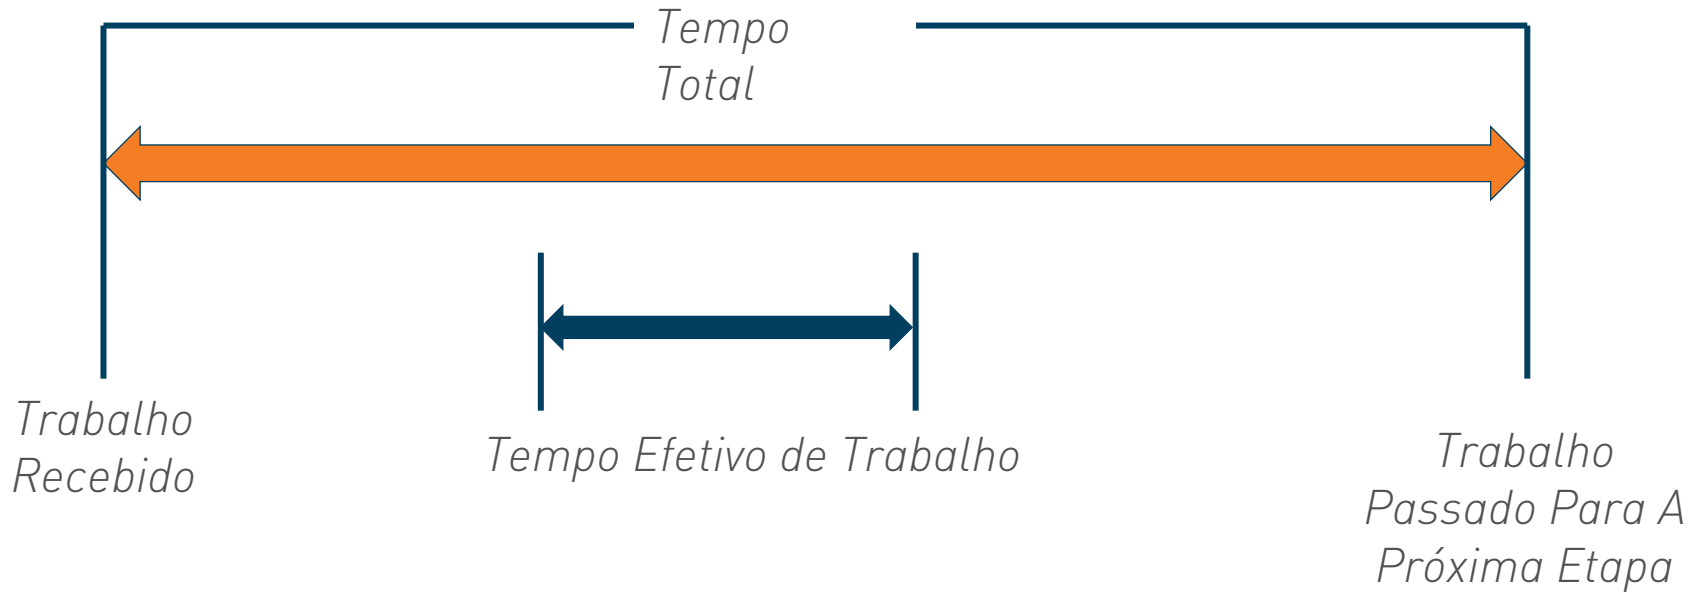 Tempo
Total
Trabalho
Recebido
Tempo Efetivo de Trabalho
Trabalho
Passado Para A
Próxima Etapa